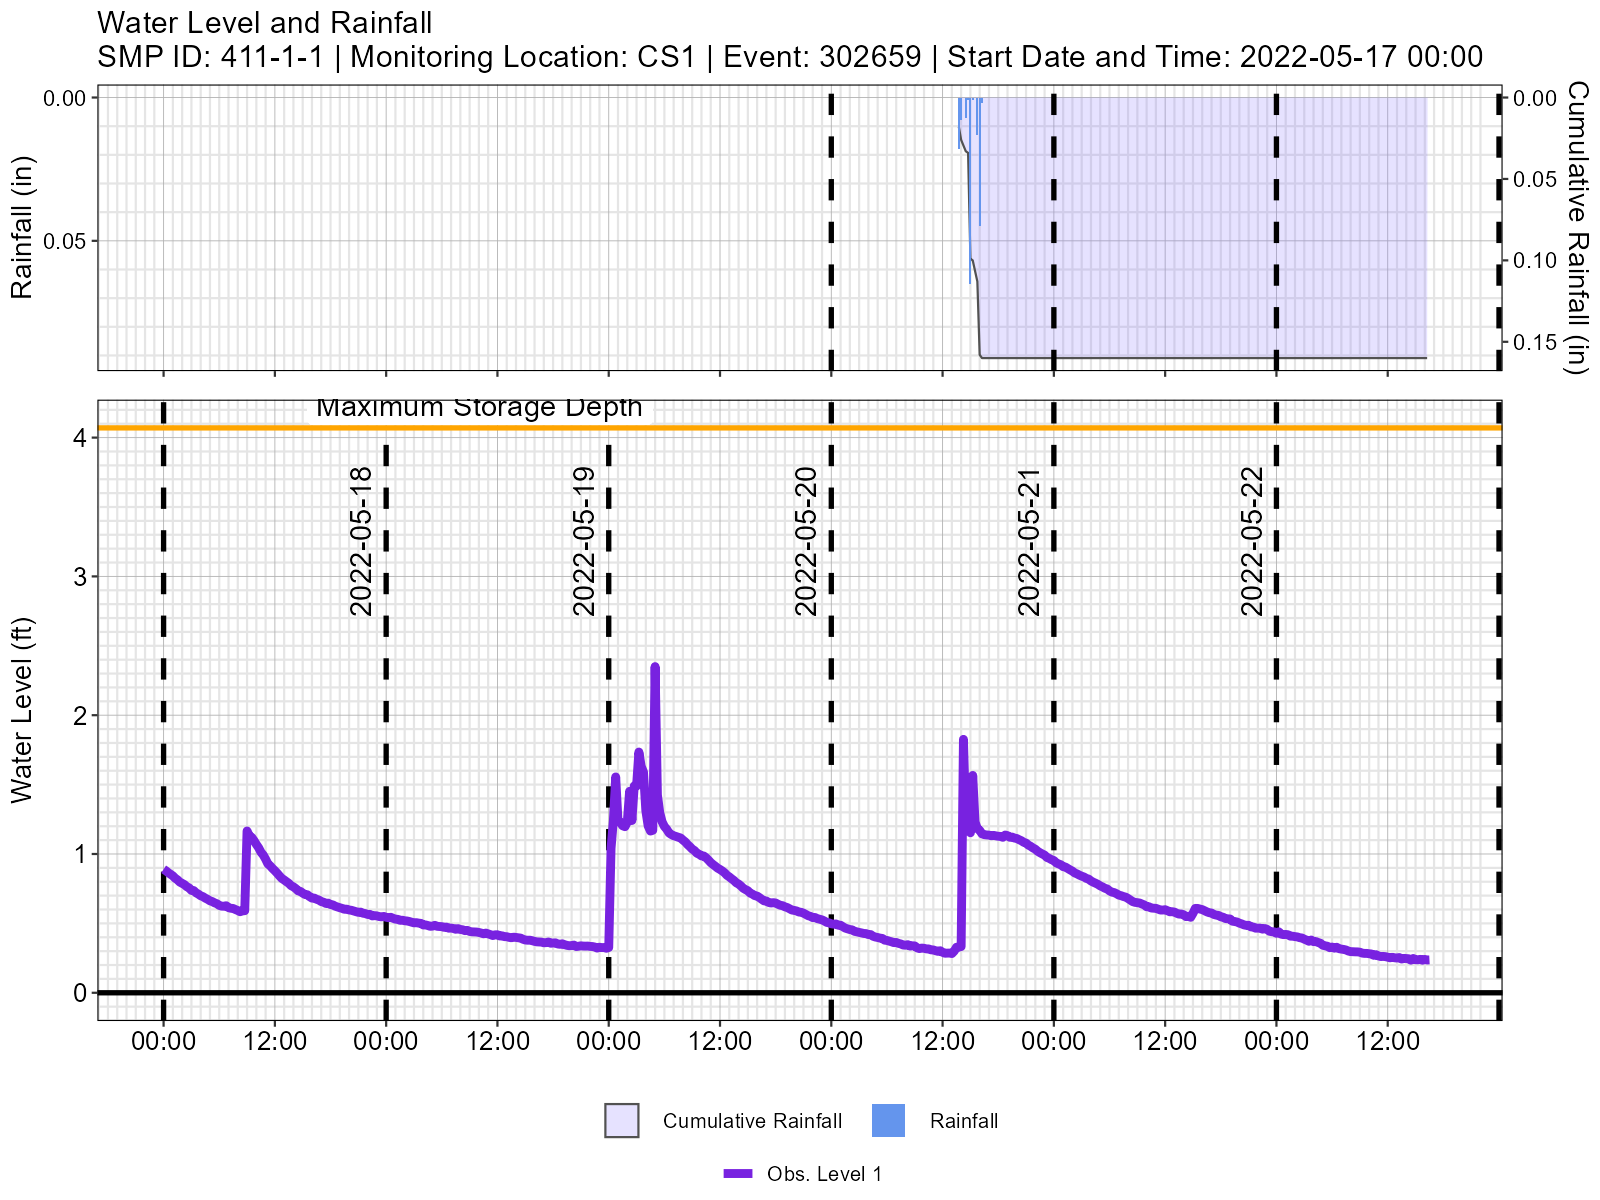 Water Level and Rainfall
SMP ID: 411-1-1 | Monitoring Location: CS1 | Event: 302659 | Start Date and Time: 2022-05-17 00:00
0.00
0.05
Rainfall (in)
0.00
0.05
0.10
0.15
Cumulative Rainfall (in)
Maximum Storage Depth
4
3
2
1
0
Water Level (ft)
2022-05-18
2022-05-19
2022-05-20
2022-05-21
2022-05-22
00:00 12:00 00:00 12:00 00:00 12:00 00:00 12:00 00:00 12:00 00:00 12:00
Cumulative Rainfall Rainfall
Obs. Level 1